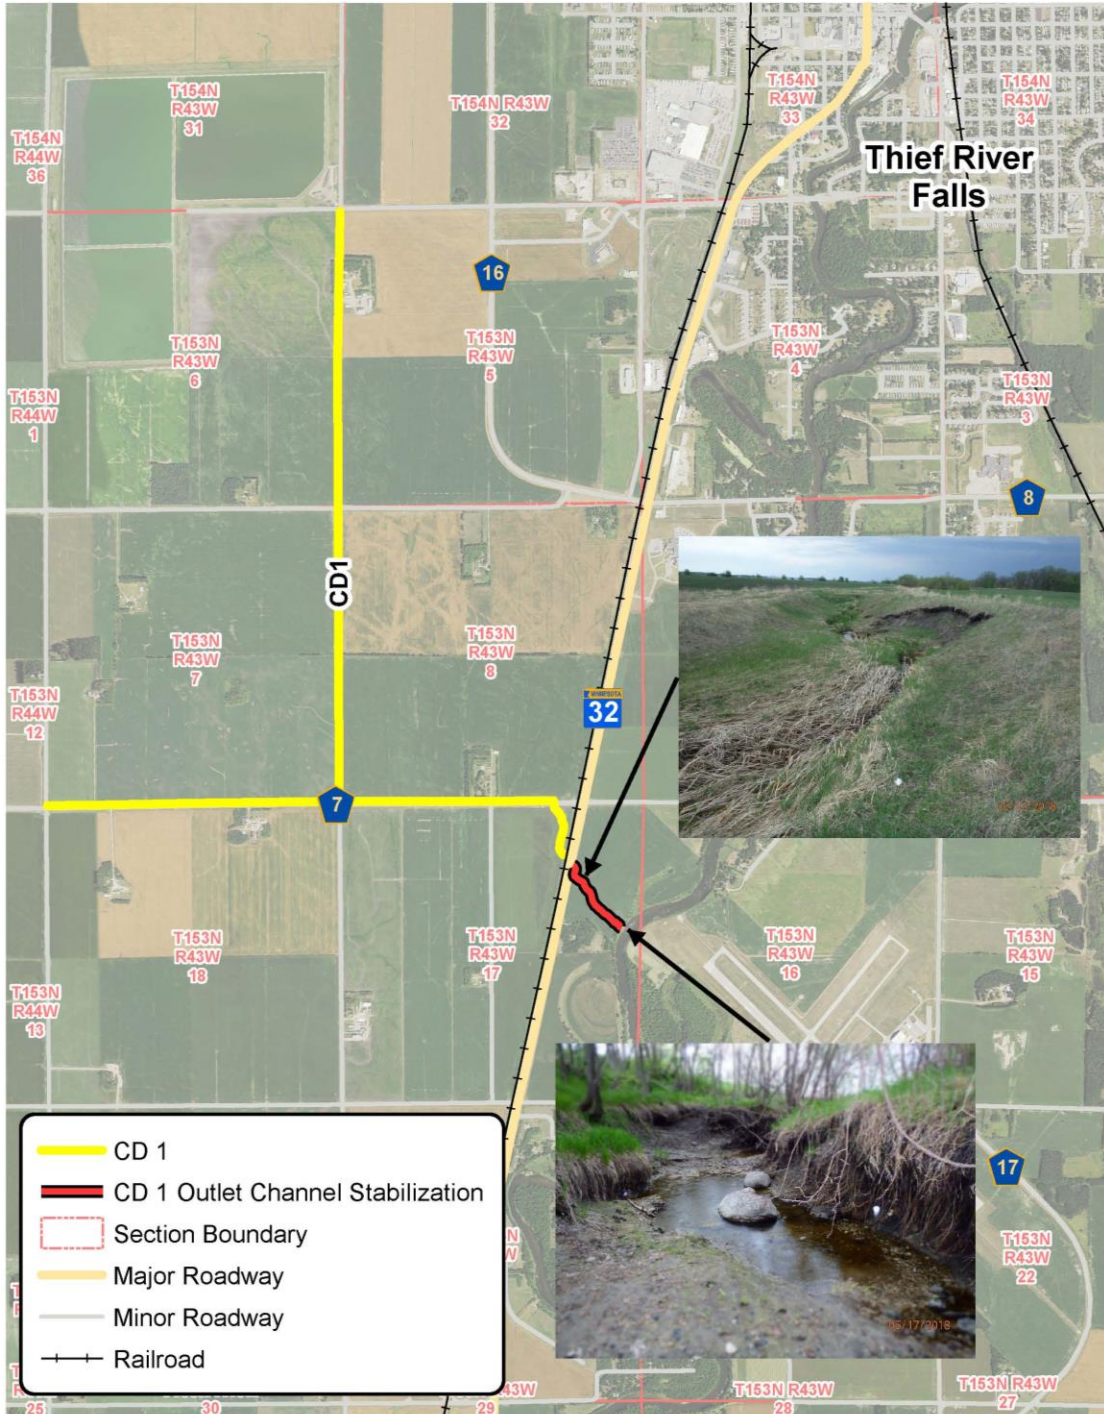 T154N
R43W
31
T154N R43W
32
T154N
R43W
33
T154N
R43W
34
T154N
R44W
36
Thief River
Falls
16
T153N
R43W
6
T153N
R43W
5
T153N
R43W
4
T153N
R43W
3
T153N
R44W
1
8
CD1
T153N
R43W
7
T153N
R43W
8
T153N
R44W
12
MINNESOTA
32
7
T153N
R43W
18
T153N
R43W
17
T153N
R43W
16
T153N
R43W
15
T153N
R44W
13
17
T153N
R43W
22
05/17/2018
CD 1
CD 1 Outlet Channel Stabilization
Section Boundary
Major Roadway
Minor Roadway
Railroad
25
30
29
T153N R43W
28
T153N R43W
27